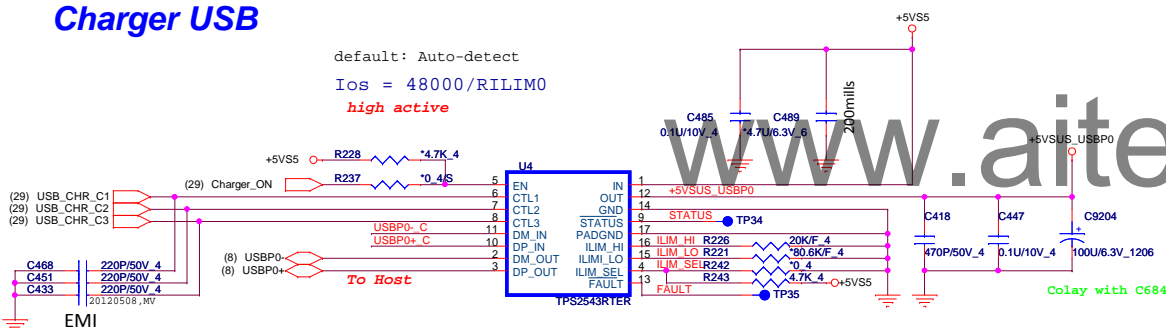 Charger USB
default: Auto-detect
Ios = 48000/RILIM0
high active
+5VS5
C485
0.1U/10V_4
C489
*4.7U/6.3V_6
200mills
www.aite
+5VSUS_USBP0
+5VS5
R228
*4.7K_4
(29) Charger_ON
R237
*0_4/S
(29) USB_CHR_C1
(29) USB_CHR_C2
(29) USB_CHR_C3
USBP0-_C
USBP0+_C
(8) USBP0-
(8) USBP0+
To Host
U4
5 EN
6 CTL1
7 CTL2
8 CTL3
11 DM_IN
10 DP_IN
2 DM_OUT
3 DP_OUT
IN 1
OUT 12
GND 14
STATUS 9
PADGND 17
ILIM_HI 16
ILIMI_LO 15
ILIM_SEL 4
FAULT 13
TPS2543RTER
+5VSUS_USBP0
STATUS
TP34
ILIM_HI
R226
20K/F_4
ILIM_LO
R221
*80.6K/F_4
ILIM_SEL
R242
*0_4
R243
4.7K_4
+5VS5
FAULT
TP35
C418
470P/50V_4
C447
0.1U/10V_4
C9204
100U/6.3V_1206
Colay with C684
C468
220P/50V_4
C451
220P/50V_4
C433
220P/50V_4
20120508,MV
EMI